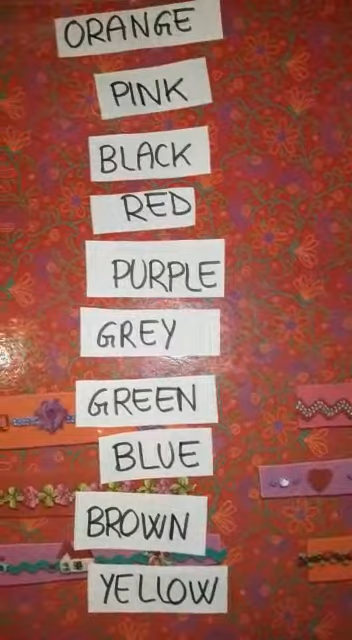 ORANGE
PINK
BLACK
RED
PURPLE
GREY
GREEN
BLUE
BROWN
YELLOW